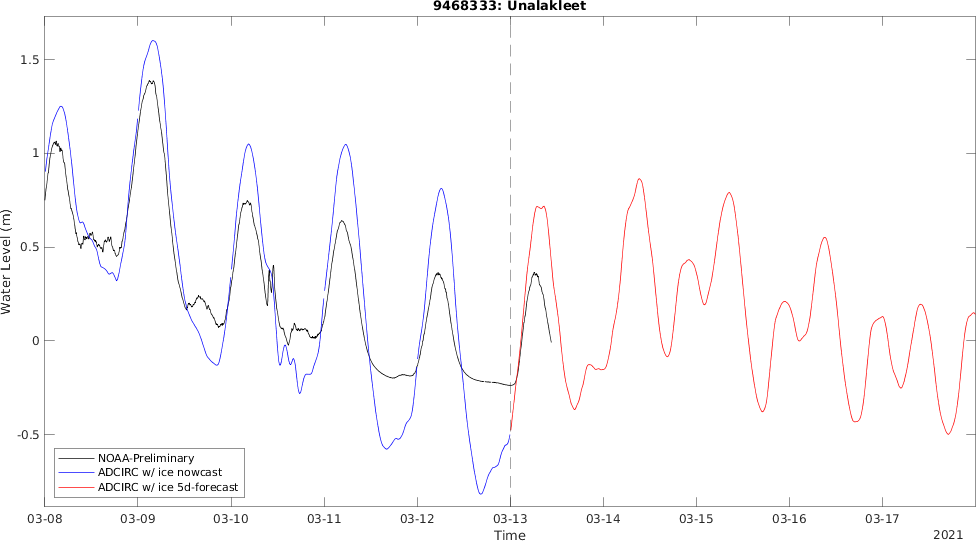 9468333: Unalakleet
1.5
1
0.5
0
-0.5
Water Level (m)
NOAA-Preliminary
ADCIRC w/ ice nowcast
ADCIRC w/ ice 5d-forecast
03-08 03-09 03-10 03-11 03-12 03-13 03-14 03-15 03-16 03-17
Time
2021